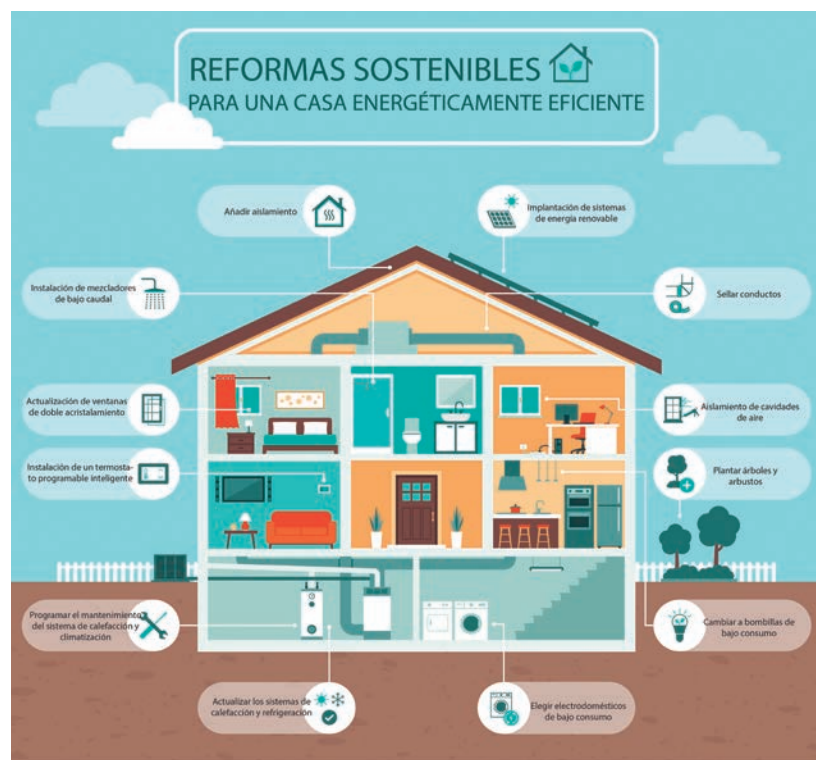 REFORMAS SOSTENIBLES
PARA UNA CASA ENERGÉTICAMENTE EFICIENTE
Añadir aislamiento
Implantación de sistemas
de energía renovable
Instalación de mezcladores
de bajo caudal
Sellar conductos
Actualización de ventanas
de doble acristalamiento
Aislamiento de cavidades
de aire
Instalación de un termosta-
to programable inteligente
Plantar árboles y
arbustos
Programar el mantenimiento
del sistema de calefacción y
climatización
Cambiar a bombillas de
bajo consumo
Actualizar los sistemas de
calefacción y refrigeración
Elegir electrodomésticos
de bajo consumo